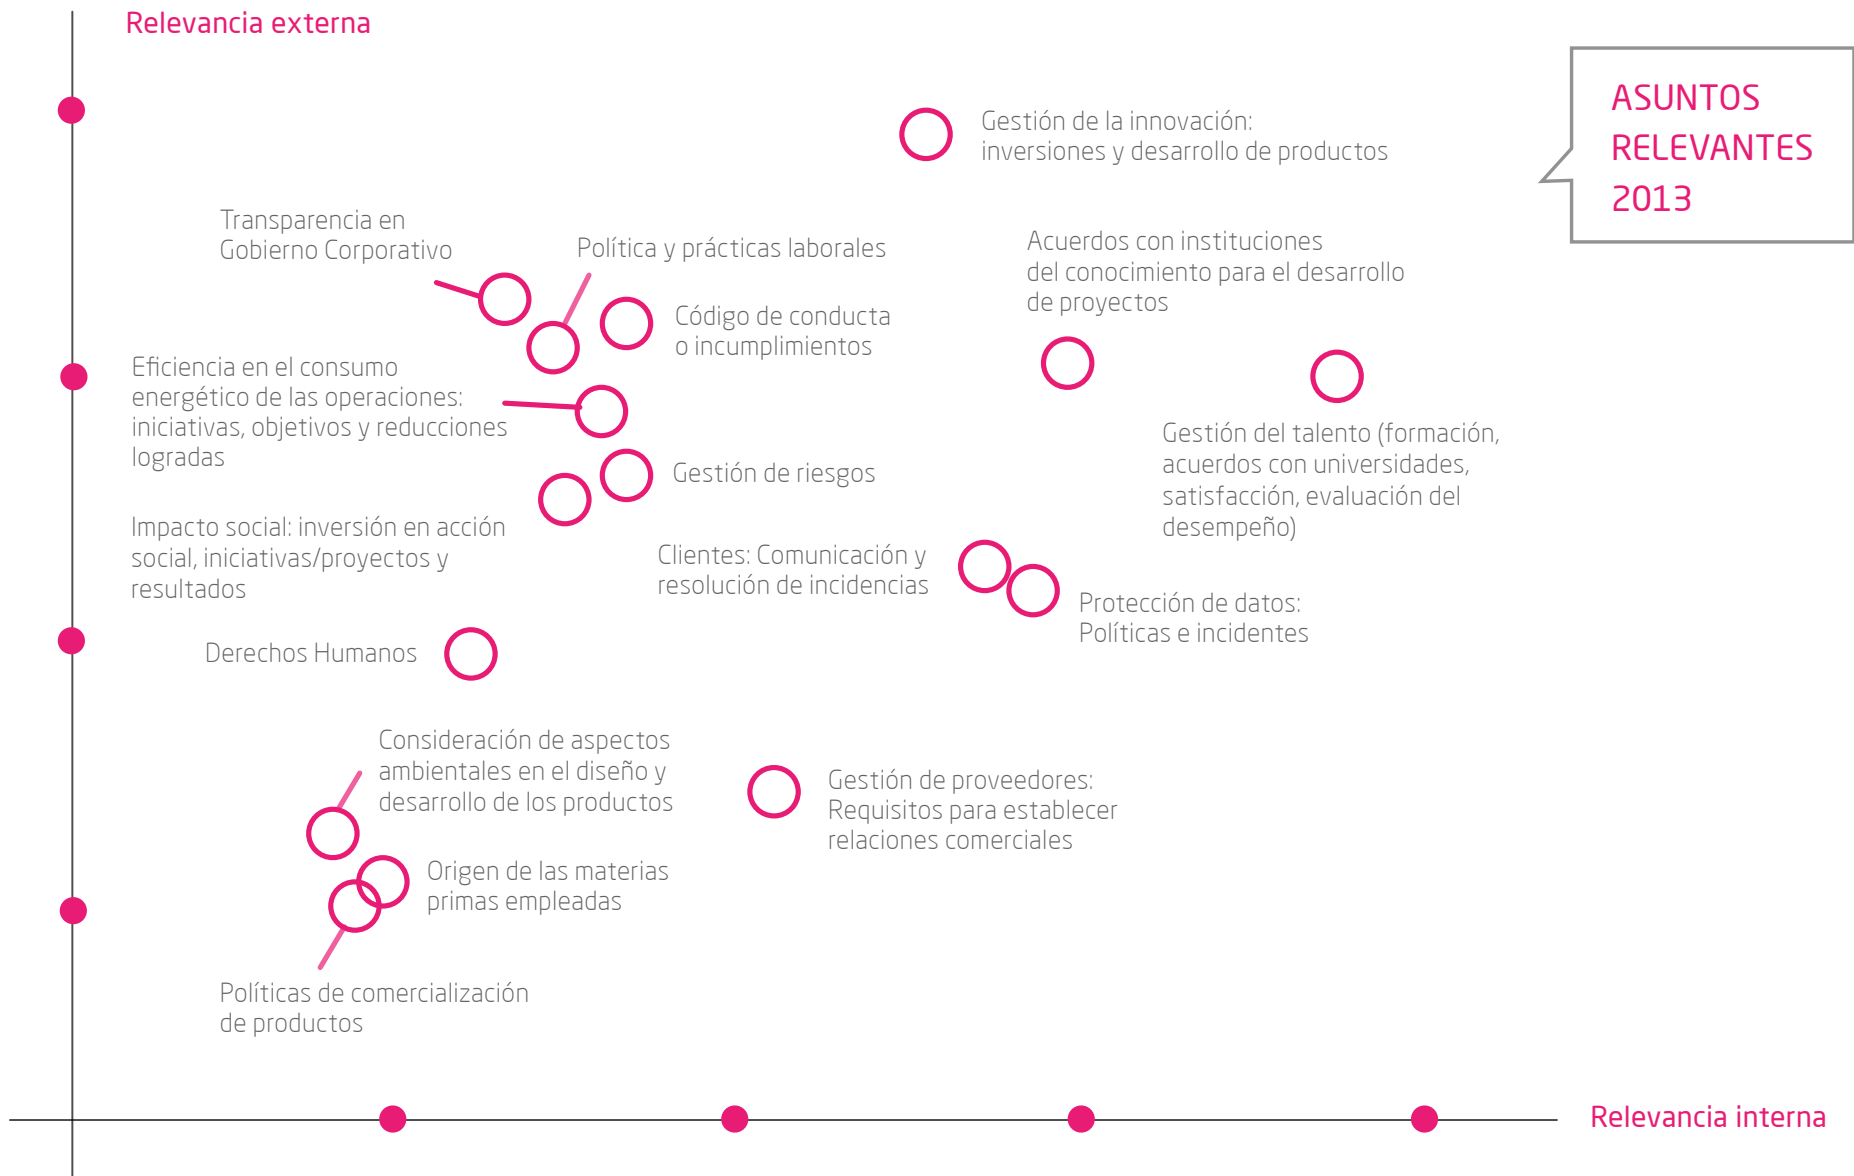 Relevancia externa
ASUNTOS
RELEVANTES
2013
Gestión de la innovación:
inversiones y desarrollo de productos
Transparencia en
Gobierno Corporativo
Política y prácticas laborales
Acuerdos con instituciones
del conocimiento para el desarrollo
de proyectos
Código de conducta
o incumplimientos
Eficiencia en el consumo
energético de las operaciones:
iniciativas, objetivos y reducciones
logradas
Gestión del talento (formación,
acuerdos con universidades,
satisfacción, evaluación del
desempeño)
Gestión de riesgos
Impacto social: inversión en acción
social, iniciativas/proyectos y
resultados
Clientes: Comunicación y
resolución de incidencias
Protección de datos:
Políticas e incidentes
Derechos Humanos
Consideración de aspectos
ambientales en el diseño y
desarrollo de los productos
Gestión de proveedores:
Requisitos para establecer
relaciones comerciales
Origen de las materias
primas empleadas
Políticas de comercialización
de productos
Relevancia interna